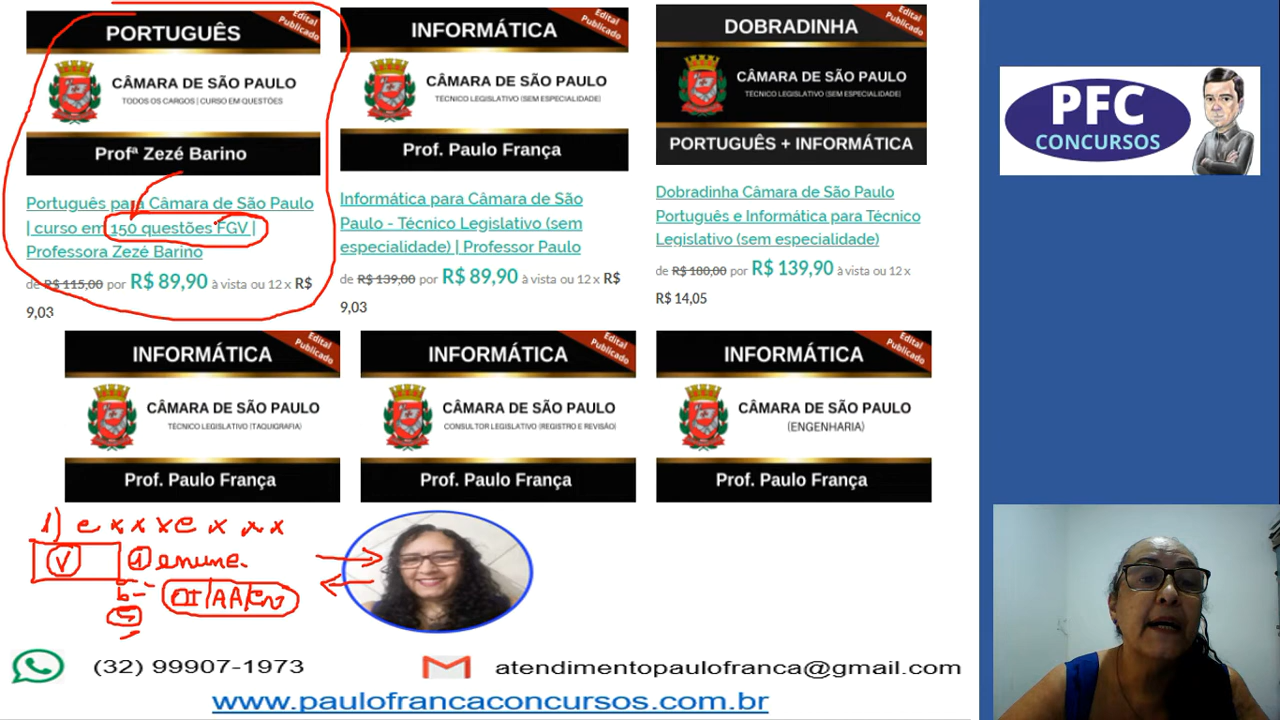 PORTUGUÊS
Edital Publicado
CÂMARA DE SÃO PAULO
TODOS OS CARGOS | CURSO EM QUESTÕES
Profª Zezé Barino
Português para Câmara de São Paulo
| curso em 150 questões FGV |
Professora Zezé Barino
de R$ 115,00 por R$ 89,90 à vista ou 12 x R$
9,03
INFORMÁTICA
Edital Publicado
CÂMARA DE SÃO PAULO
TÉCNICO LEGISLATIVO (SEM ESPECIALIDADE)
Prof. Paulo França
Informática para Câmara de São
Paulo - Técnico Legislativo (sem
especialidade) | Professor Paulo
de R$ 139,00 por R$ 89,90 à vista ou 12 x R$
9,03
DOBRADINHA
CÂMARA DE SÃO PAULO
TÉCNICO LEGISLATIVO (SEM ESPECIALIDADE)
PORTUGUÊS + INFORMÁTICA
Dobradinha Câmara de São Paulo
Português e Informática para Técnico
Legislativo (sem especialidade)
de R$ 180,00 por R$ 139,90 à vista ou 12 x
R$ 14,05
INFORMÁTICA
Edital Publicado
CÂMARA DE SÃO PAULO
TÉCNICO LEGISLATIVO (TAQUIGRAFIA)
Prof. Paulo França
INFORMÁTICA
Edital Publicado
CÂMARA DE SÃO PAULO
CONSULTOR LEGISLATIVO (REGISTRO E REVISÃO)
Prof. Paulo França
INFORMÁTICA
Edital Publicado
CÂMARA DE SÃO PAULO
(ENGENHARIA)
Prof. Paulo França
1) e x x x e x x x
V
(32) 99907-1973
atendimentopaulofranca@gmail.com
www.paulofrancaconcursos.com.br
PFC
CONCURSOS